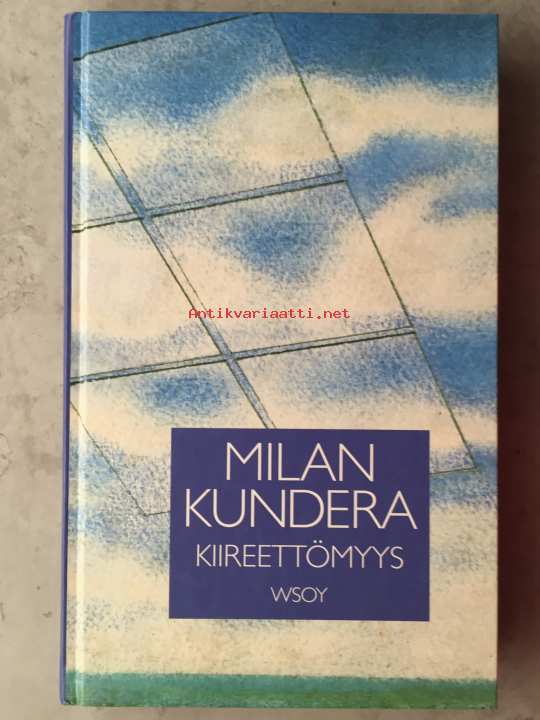 Antikvariaatti.net
MILAN
KUNDERA
KIIREETTÖMYYS
WSOY